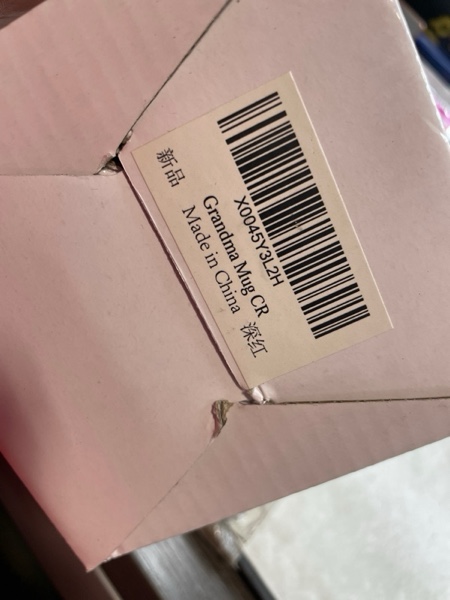 X0045Y3L2H
Grandma Mug CR
新品 Made in China 深红